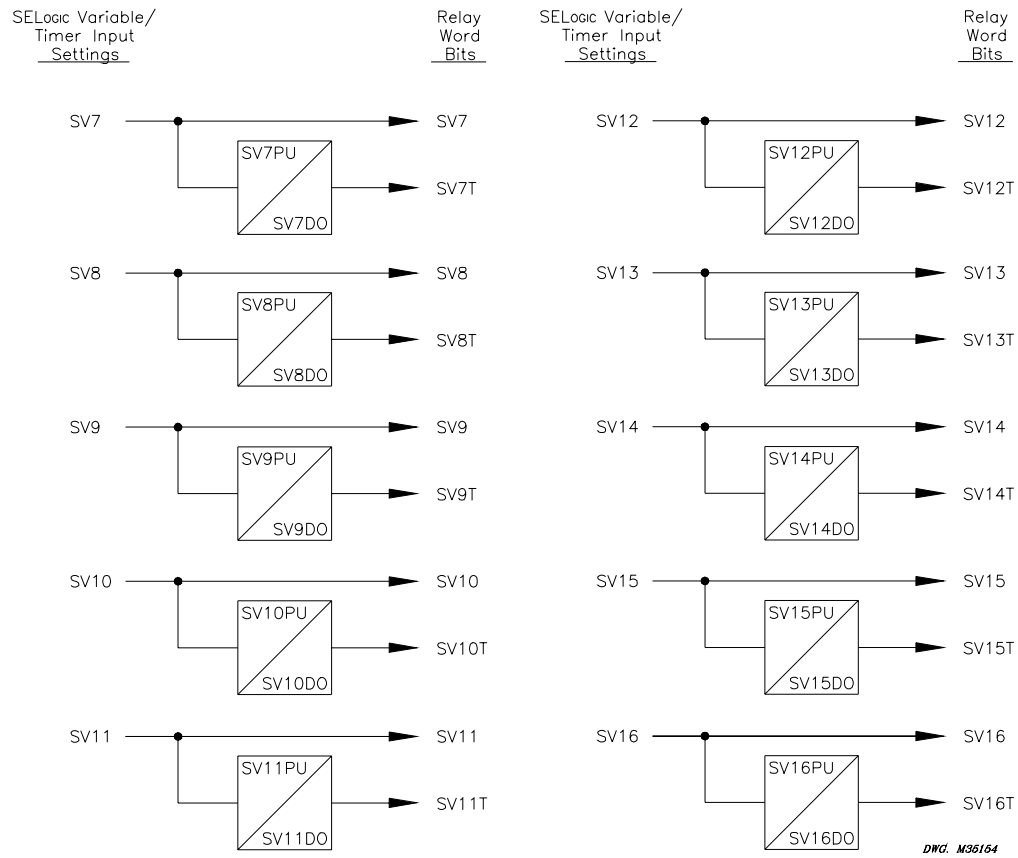 SELOGIC Variable/
Timer Input
Settings
Relay
Word
Bits
SV7
SV7PU
SV7DO
SV7
SV7T
SV8
SV8PU
SV8DO
SV8
SV8T
SV9
SV9PU
SV9DO
SV9
SV9T
SV10
SV10PU
SV10DO
SV10
SV10T
SV11
SV11PU
SV11DO
SV11
SV11T
SELOGIC Variable/
Timer Input
Settings
Relay
Word
Bits
SV12
SV12PU
SV12DO
SV12
SV12T
SV13
SV13PU
SV13DO
SV13
SV13T
SV14
SV14PU
SV14DO
SV14
SV14T
SV15
SV15PU
SV15DO
SV15
SV15T
SV16
SV16PU
SV16DO
SV16
SV16T
DWG. M35154